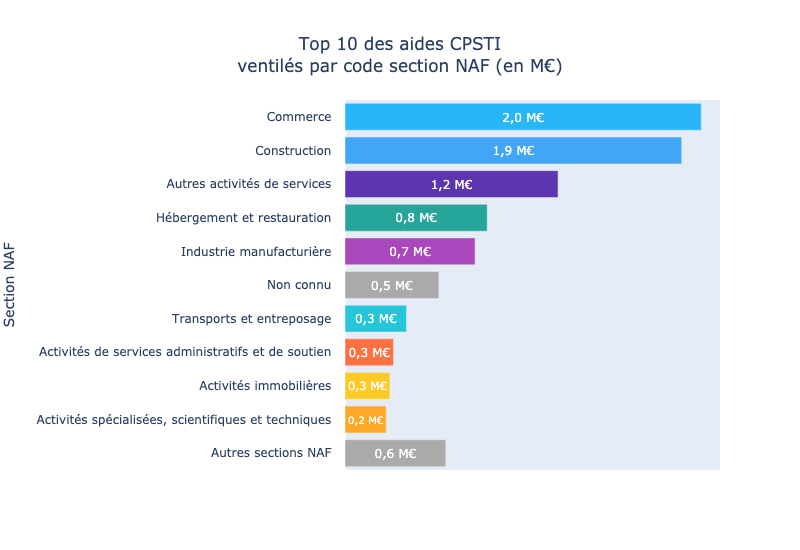 Top 10 des aides CPSTI
ventilés par code section NAF (en M€)
Section NAF
Commerce 2,0 M€
Construction 1,9 M€
Autres activités de services 1,2 M€
Hébergement et restauration 0,8 M€
Industrie manufacturière 0,7 M€
Non connu 0,5 M€
Transports et entreposage 0,3 M€
Activités de services administratifs et de soutien 0,3 M€
Activités immobilières 0,3 M€
Activités spécialisées, scientifiques et techniques 0,2 M€
Autres sections NAF 0,6 M€